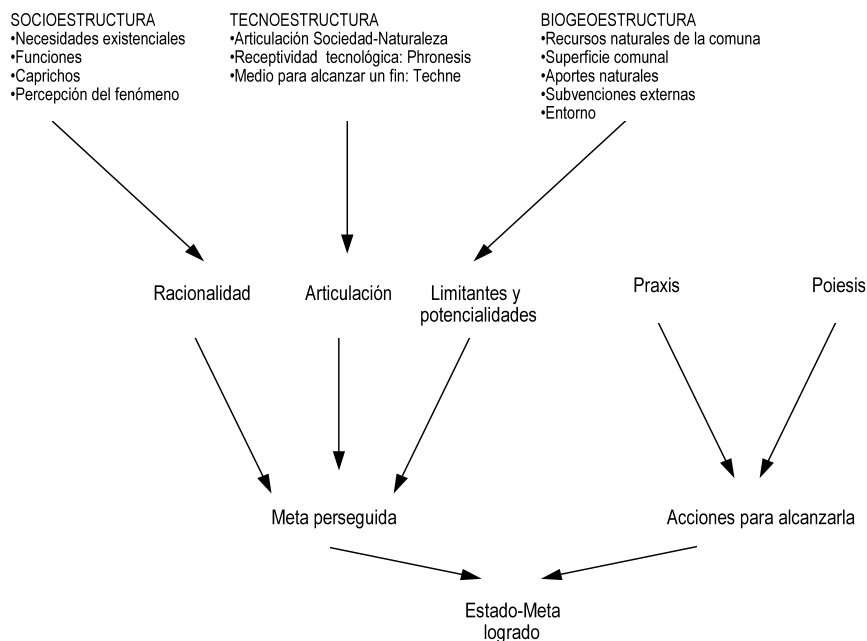 SOCIOESTRUCTURA
•Necesidades existenciales
•Funciones
•Caprichos
•Percepción del fenómeno
TECNOESTRUCTURA
•Articulación Sociedad-Naturaleza
•Receptividad tecnológica: Phronesis
•Medio para alcanzar un fin: Techne
BIOGEOESTRUCTURA
•Recursos naturales de la comuna
•Superficie comunal
•Aportes naturales
•Subvenciones externas
•Entorno
Racionalidad
Articulación
Limitantes y
potencialidades
Praxis
Poiesis
Meta perseguida
Acciones para alcanzarla
Estado-Meta
logrado